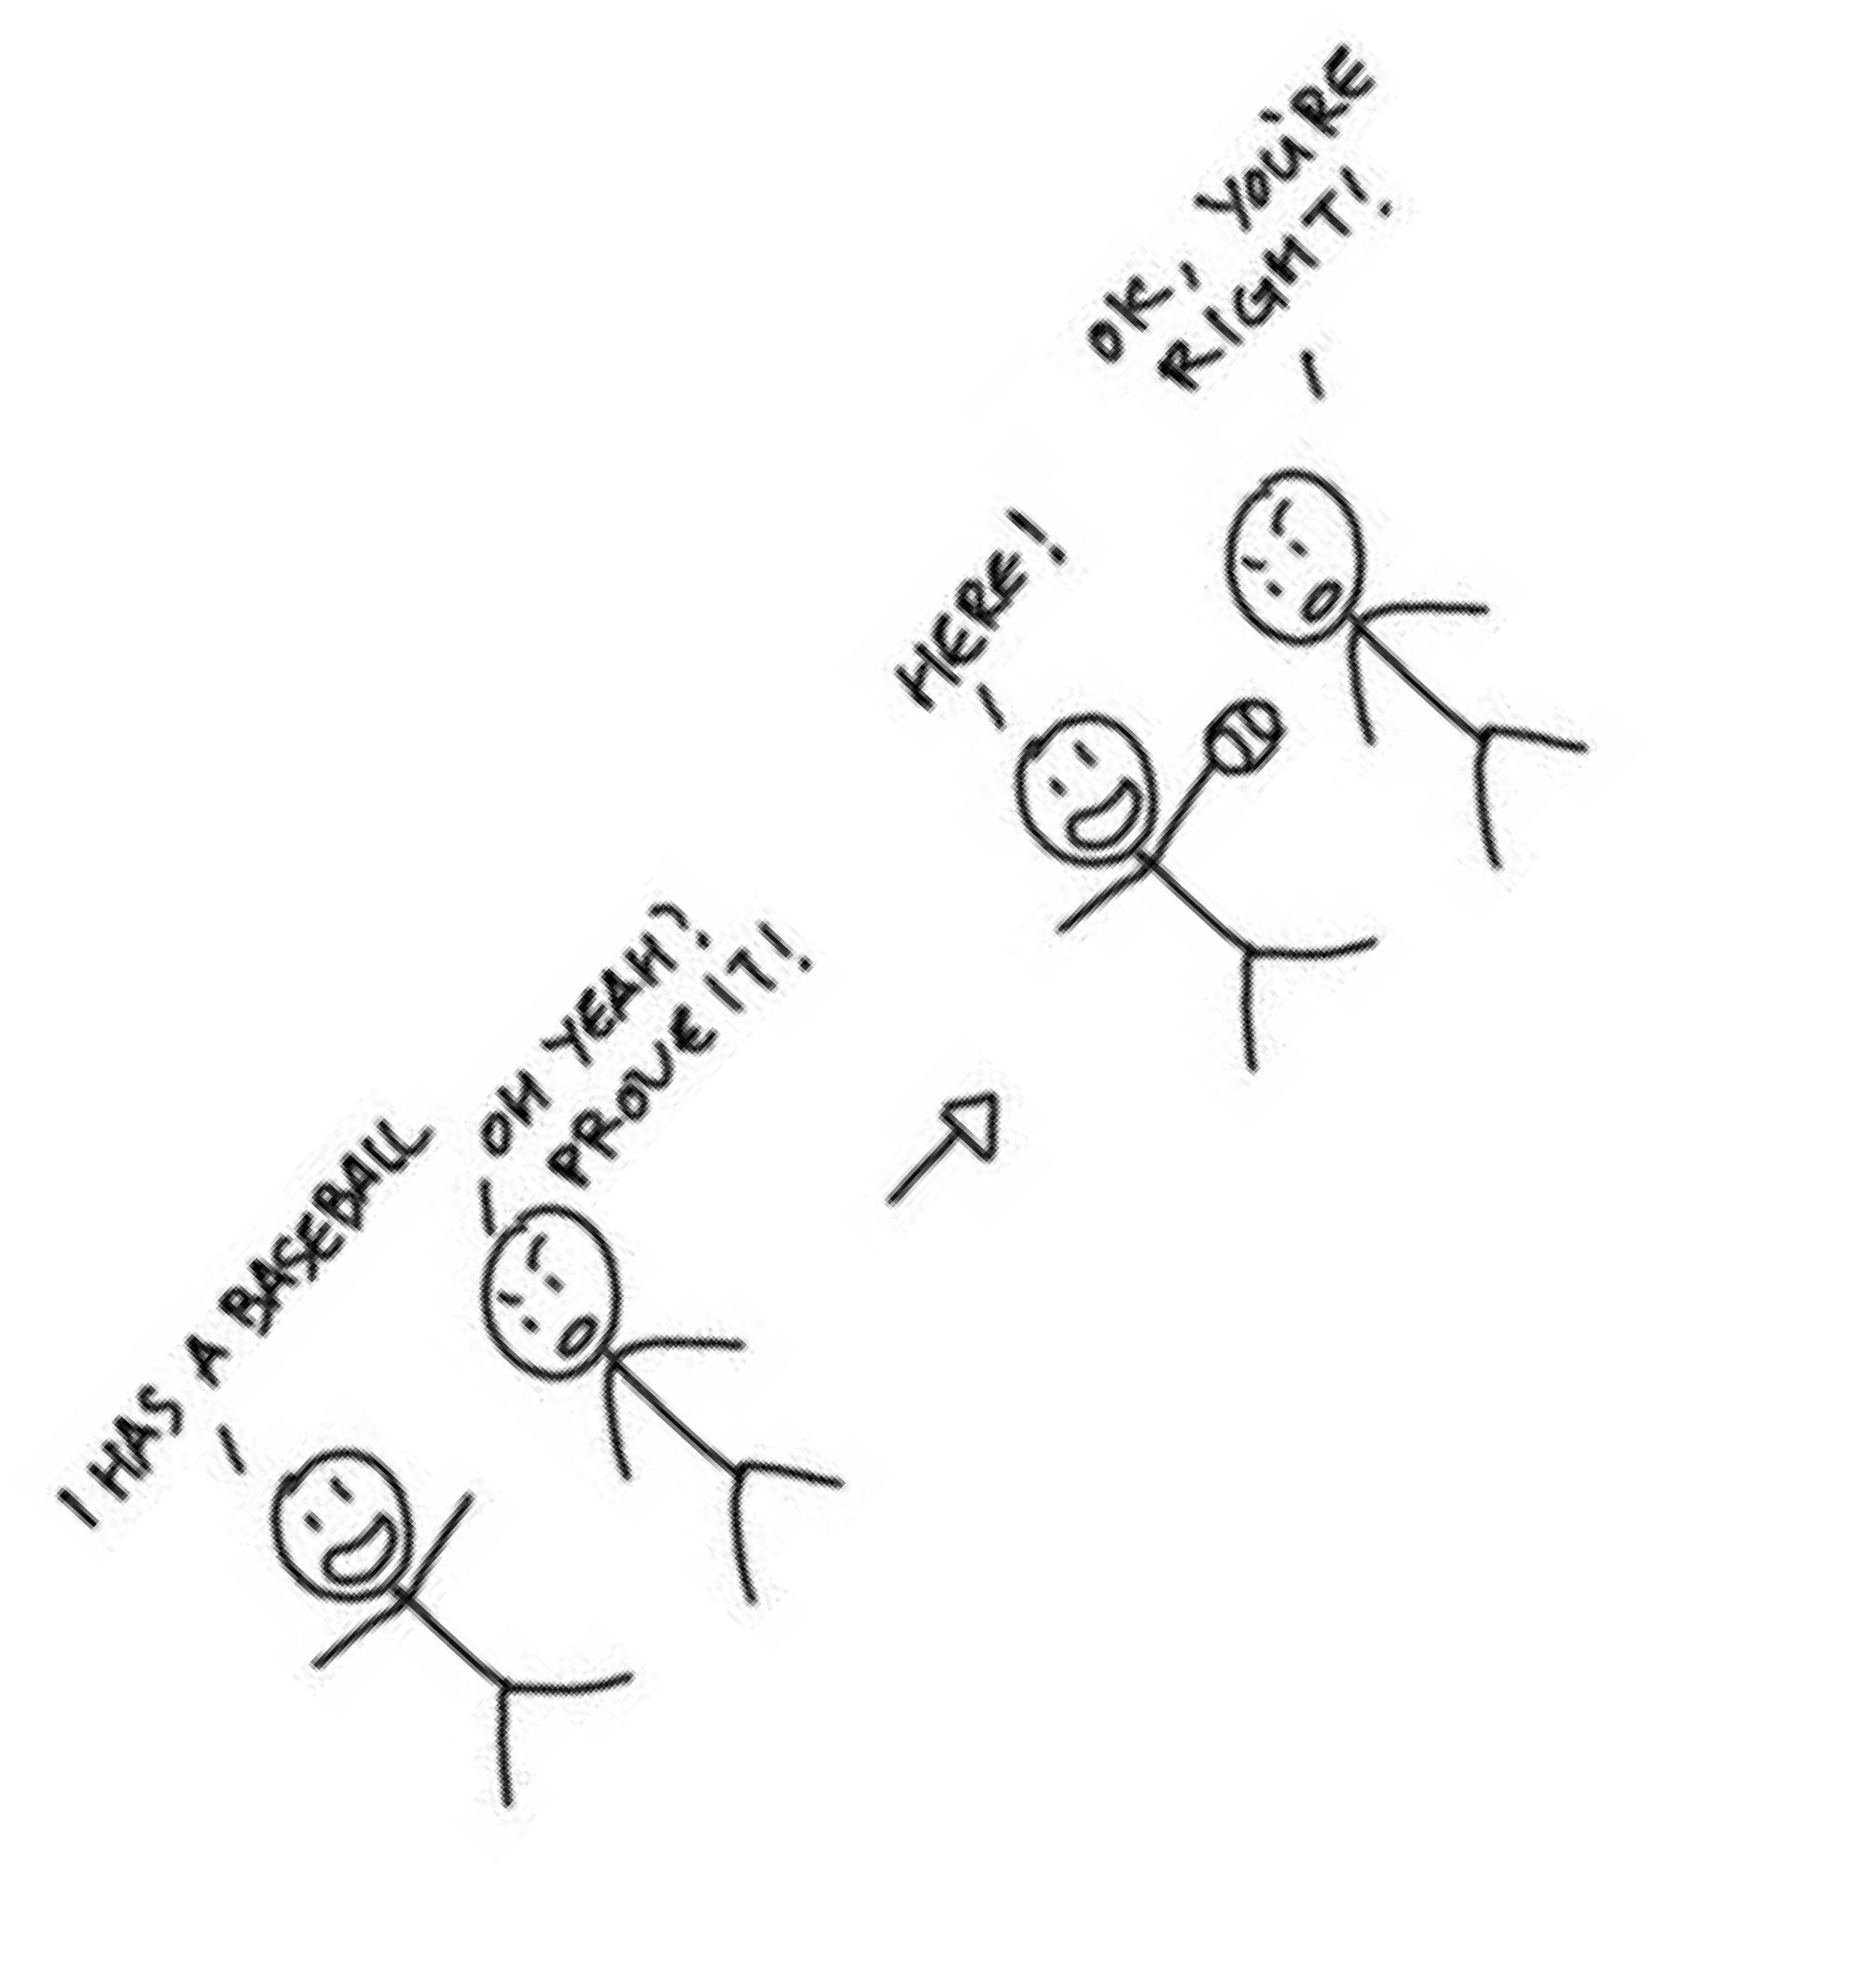 I HAS A BASEBALL
OH YEAH?
PROVE IT!
HERE!
OK, YOU'RE
RIGHT!